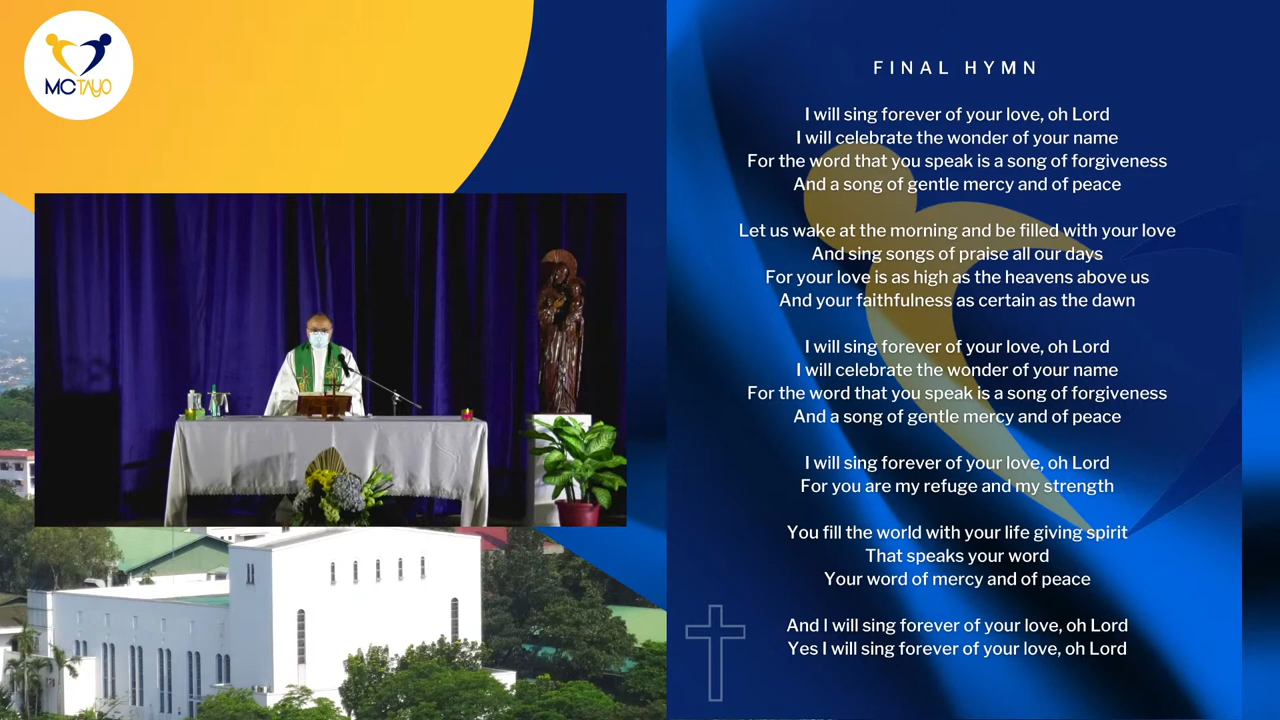 MCTAYO
FINAL HYMN
I will sing forever of your love, oh Lord
I will celebrate the wonder of your name
For the word that you speak is a song of forgiveness
And a song of gentle mercy and of peace
Let us wake at the morning and be filled with your love
And sing songs of praise all our days
For your love is as high as the heavens above us
And your faithfulness as certain as the dawn
I will sing forever of your love, oh Lord
I will celebrate the wonder of your name
For the word that you speak is a song of forgiveness
And a song of gentle mercy and of peace
I will sing forever of your love, oh Lord
For you are my refuge and my strength
You fill the world with your life giving spirit
That speaks your word
Your word of mercy and of peace
And I will sing forever of your love, oh Lord
Yes I will sing forever of your love, oh Lord